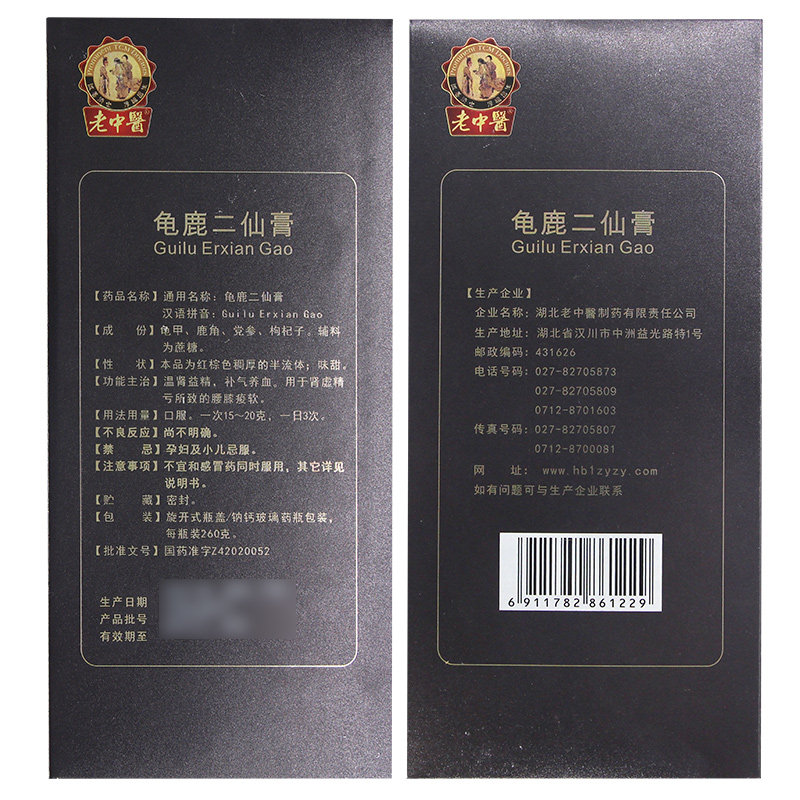 老中醫®
龟鹿二仙膏
Guilu Erxian Gao
【药品名称】通用名称：龟鹿二仙膏
汉语拼音：Guilu Erxian Gao
【成 份】龟甲、鹿角、党参、枸杞子。辅料
为蔗糖。
【性 状】本品为红棕色稠厚的半流体；味甜。
【功能主治】温肾益精，补气养血。用于肾虚精
亏所致的腰膝痠软。
【用法用量】口服。一次15～20克，一日3次。
【不良反应】尚不明确。
【禁 忌】孕妇及小儿忌服。
【注意事项】不宜和感冒药同时服用，其它详见
说明书。
【贮 藏】密封。
【包 装】旋开式瓶盖/钠钙玻璃药瓶包装，
每瓶装260克。
【批准文号】国药准字Z42020052
生产日期
产品批号
有效期至
老中醫®
龟鹿二仙膏
Guilu Erxian Gao
【生产企业】
企业名称：湖北老中醫制药有限责任公司
生产地址：湖北省汉川市中洲益光路特1号
邮政编码：431626
电话号码：027-82705873
027-82705809
0712-8701603
传真号码：027-82705807
0712-8700081
网 址：www.hb1zyzy.com
如有问题可与生产企业联系
6 911782 861229